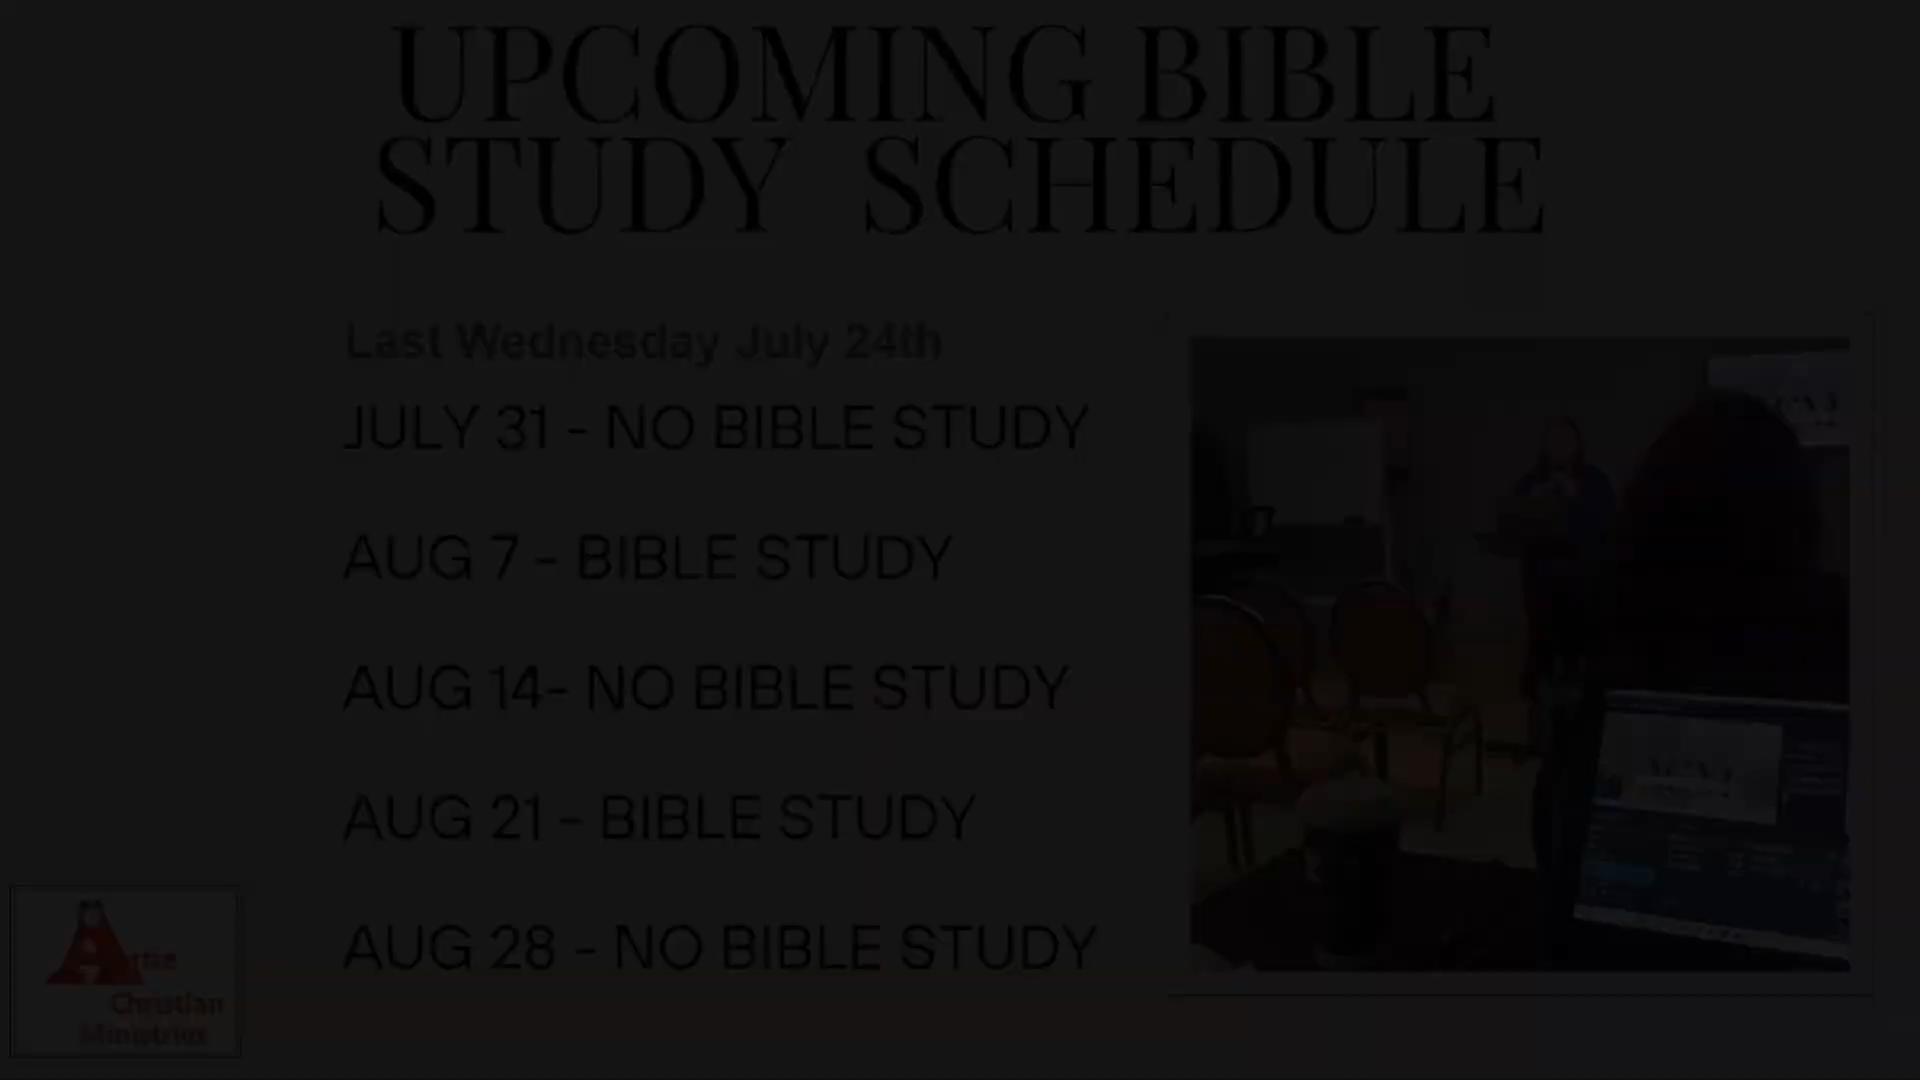 UPCOMING BIBLE
STUDY SCHEDULE
Last Wednesday July 24th
JULY 31 - NO BIBLE STUDY
AUG 7 - BIBLE STUDY
AUG 14- NO BIBLE STUDY
AUG 21 - BIBLE STUDY
AUG 28 - NO BIBLE STUDY
Christian
Ministries